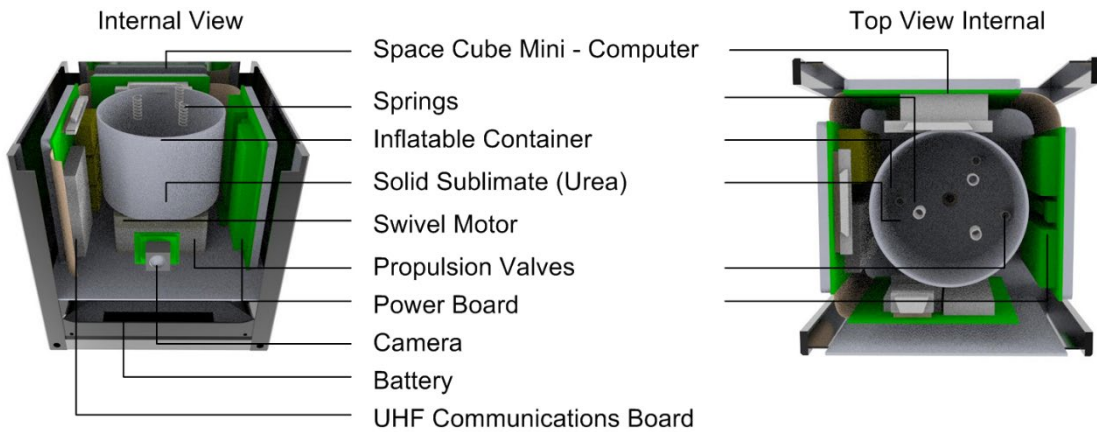 Internal View
Top View Internal
Space Cube Mini - Computer
Springs
Inflatable Container
Solid Sublimate (Urea)
Swivel Motor
Propulsion Valves
Power Board
Camera
Battery
UHF Communications Board